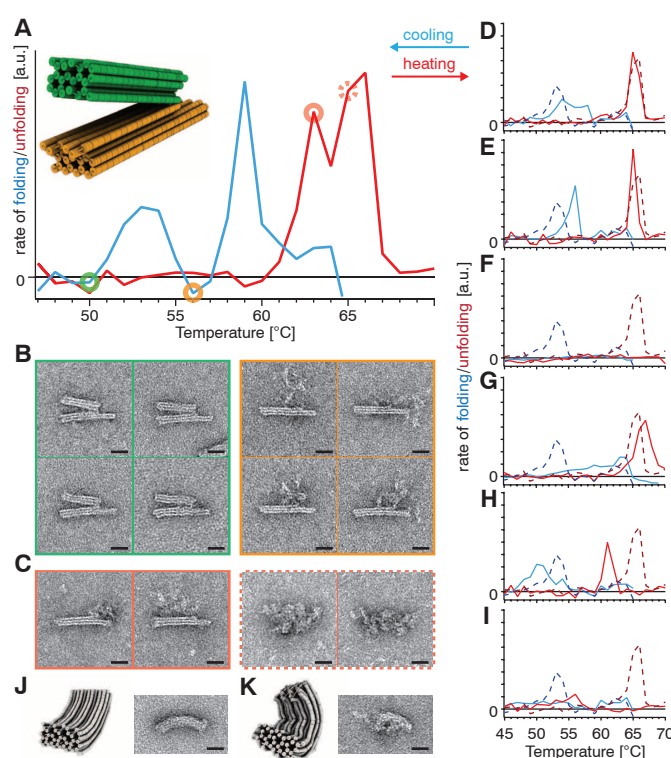 A
cooling
heating
rate of folding/unfolding [a.u.]
0
50
55
60
65
Temperature [°C]
B
C
J
K
D
0
E
0
F
0
G
0
H
0
I
0
rate of folding/unfolding [a.u.]
45 50 55 60 65 70
Temperature [°C]